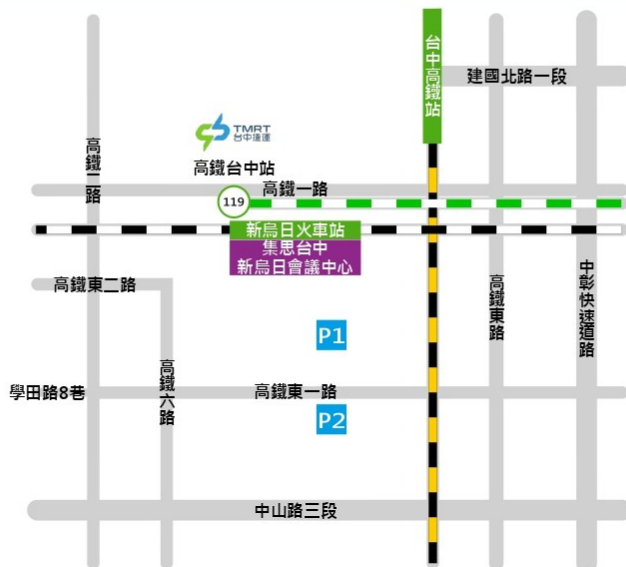 台中高鐵站
建國北路一段
TMRT
台中捷運
高鐵二路
高鐵台中站
高鐵一路
119
新烏日火車站
集思台中
新烏日會議中心
高鐵東二路
高鐵東路
中彰快速道路
P1
高鐵六路
學田路8巷
高鐵東一路
P2
中山路三段